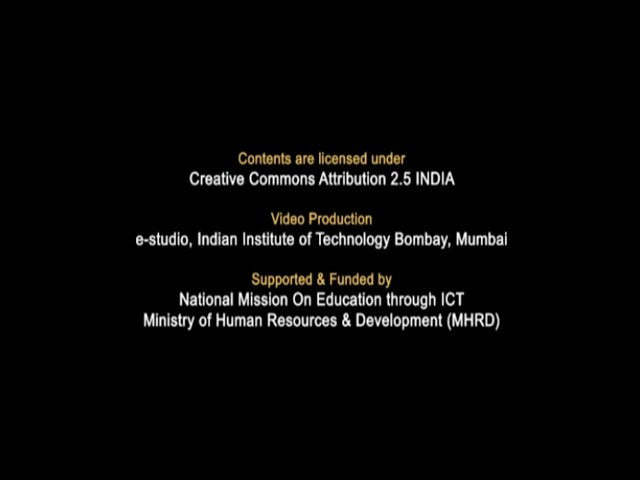 Contents are licensed under
Creative Commons Attribution 2.5 INDIA
Video Production
e-studio, Indian Institute of Technology Bombay, Mumbai
Supported & Funded by
National Mission On Education through ICT
Ministry of Human Resources & Development (MHRD)